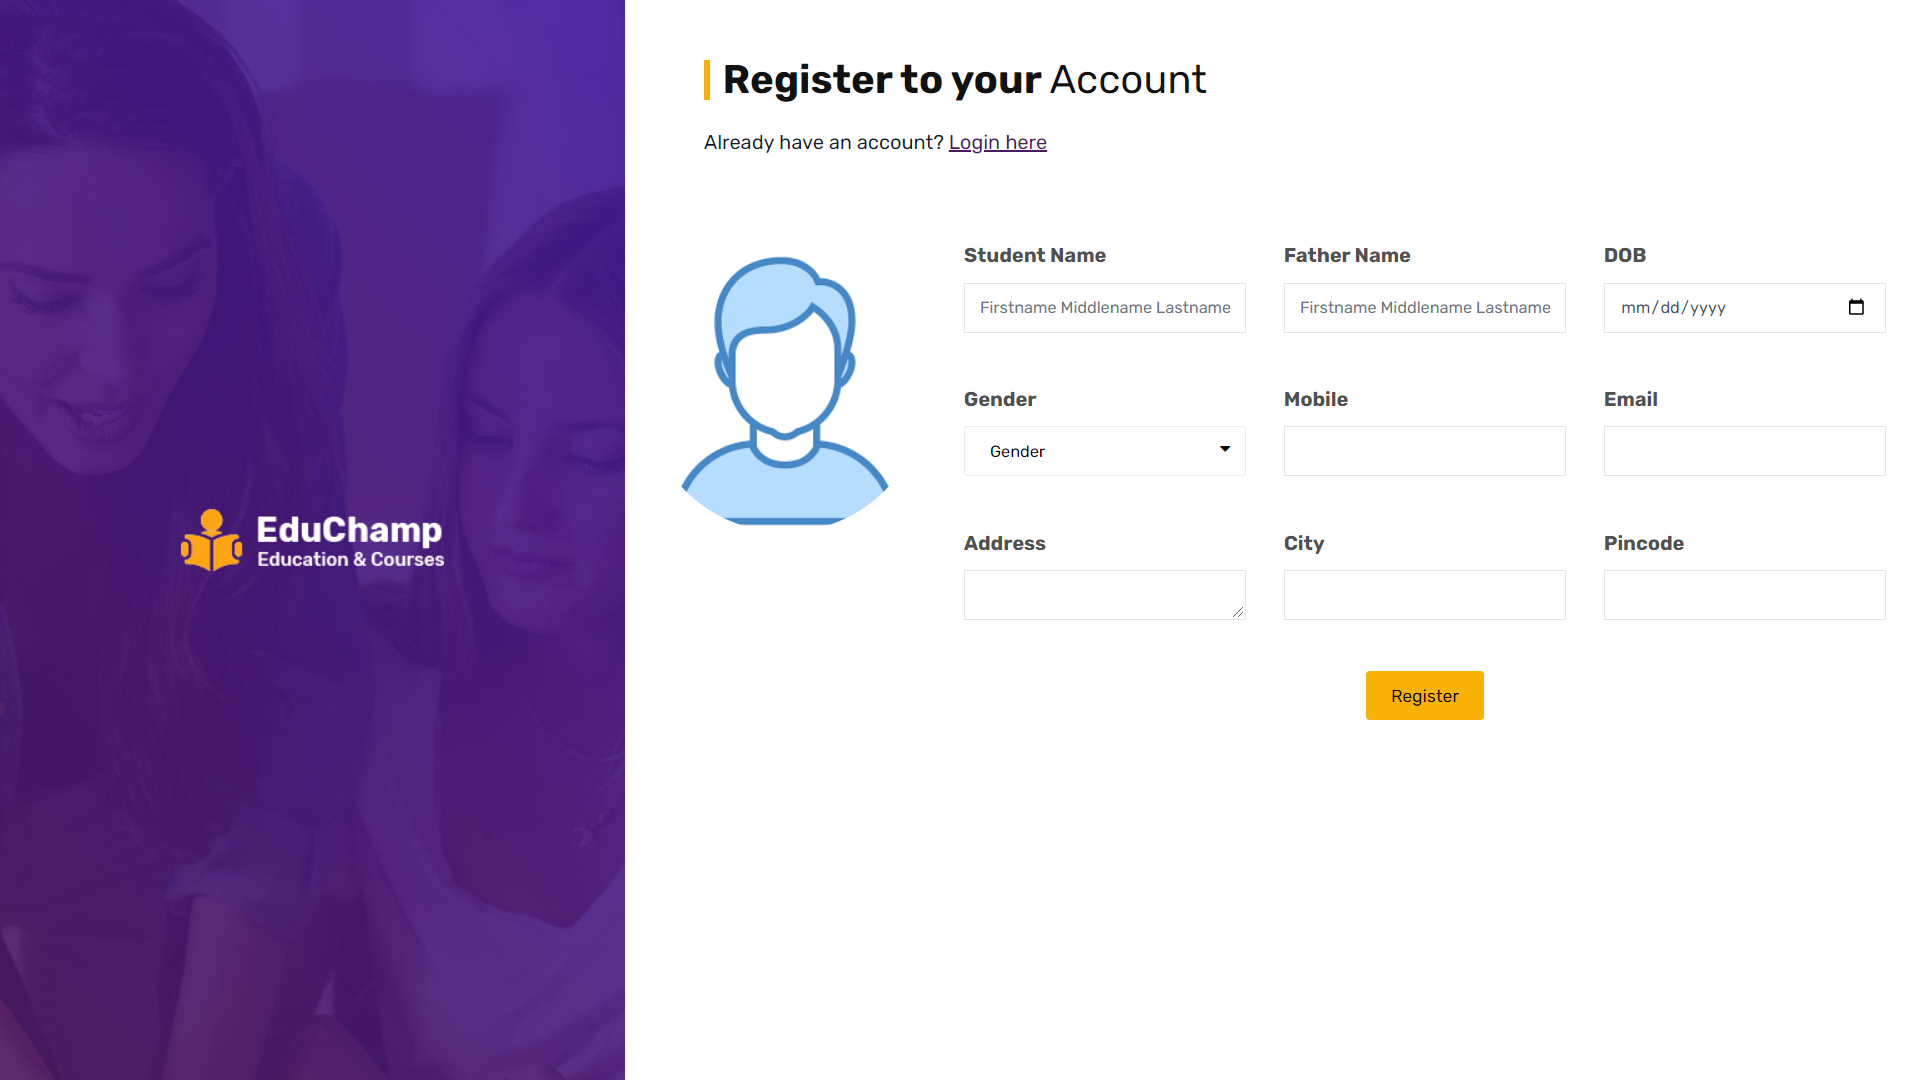 Register to your Account
Already have an account? Login here
Student Name
Firstname Middlename Lastname
Father Name
Firstname Middlename Lastname
DOB
mm/dd/yyyy
Gender
Gender
Mobile
Email
Address
City
Pincode
Register
EduChamp
Education & Courses